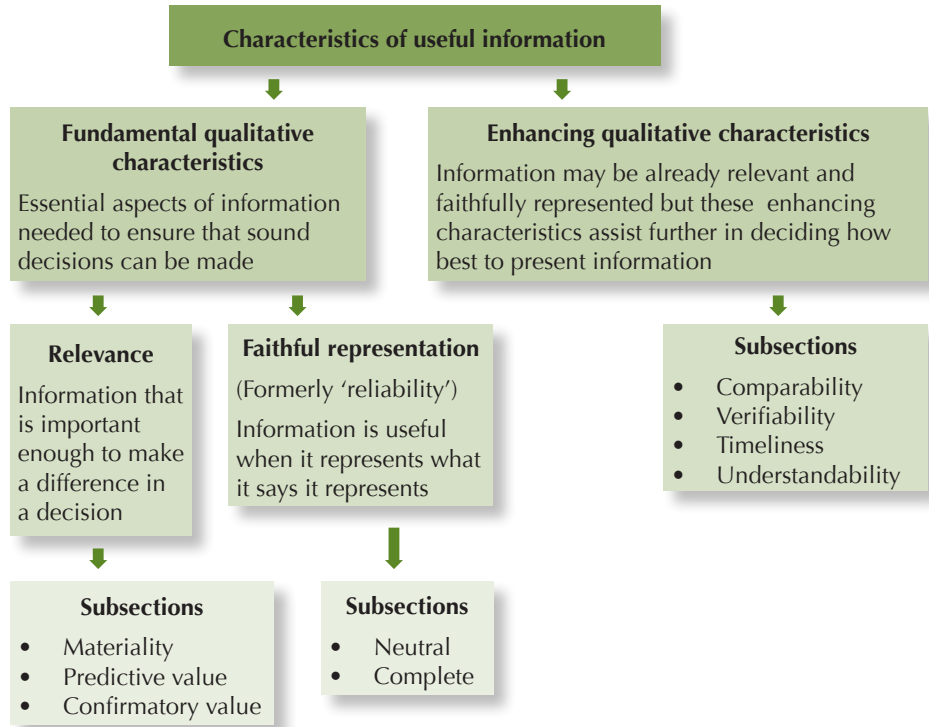 Characteristics of useful information
Fundamental qualitative
characteristics
Essential aspects of information
needed to ensure that sound
decisions can be made
Enhancing qualitative characteristics
Information may be already relevant and
faithfully represented but these enhancing
characteristics assist further in deciding how
best to present information
Relevance
Information that
is important
enough to make
a difference in
a decision
Faithful representation
(Formerly ‘reliability’)
Information is useful
when it represents what
it says it represents
Subsections
• Comparability
• Verifiability
• Timeliness
• Understandability
Subsections
• Materiality
• Predictive value
• Confirmatory value
Subsections
• Neutral
• Complete